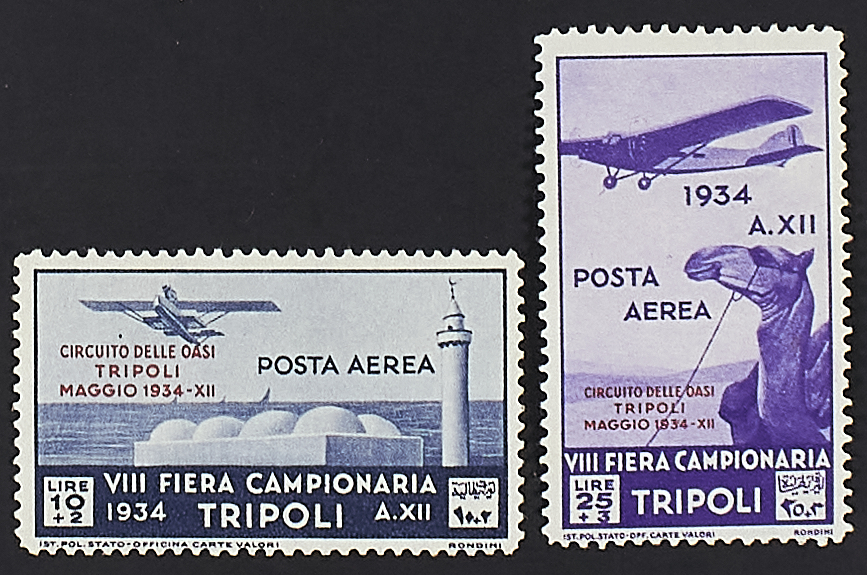 CIRCUITO DELLE OASI
TRIPOLI
MAGGIO 1934-XII
POSTA AEREA
LIRE
10
+2
VIII FIERA CAMPIONARIA
1934 TRIPOLI A.XII
١٠،٢
IST. POL. STATO-OFFICINA CARTE VALORI
RONDINI
1934
A.XII
POSTA
AEREA
CIRCUITO DELLE OASI
TRIPOLI
MAGGIO 1934-XII
VIII FIERA CAMPIONARIA
LIRE
25
+3
TRIPOLI
IST. POL. STATO-OFF. CARTE VALORI
RONDINI